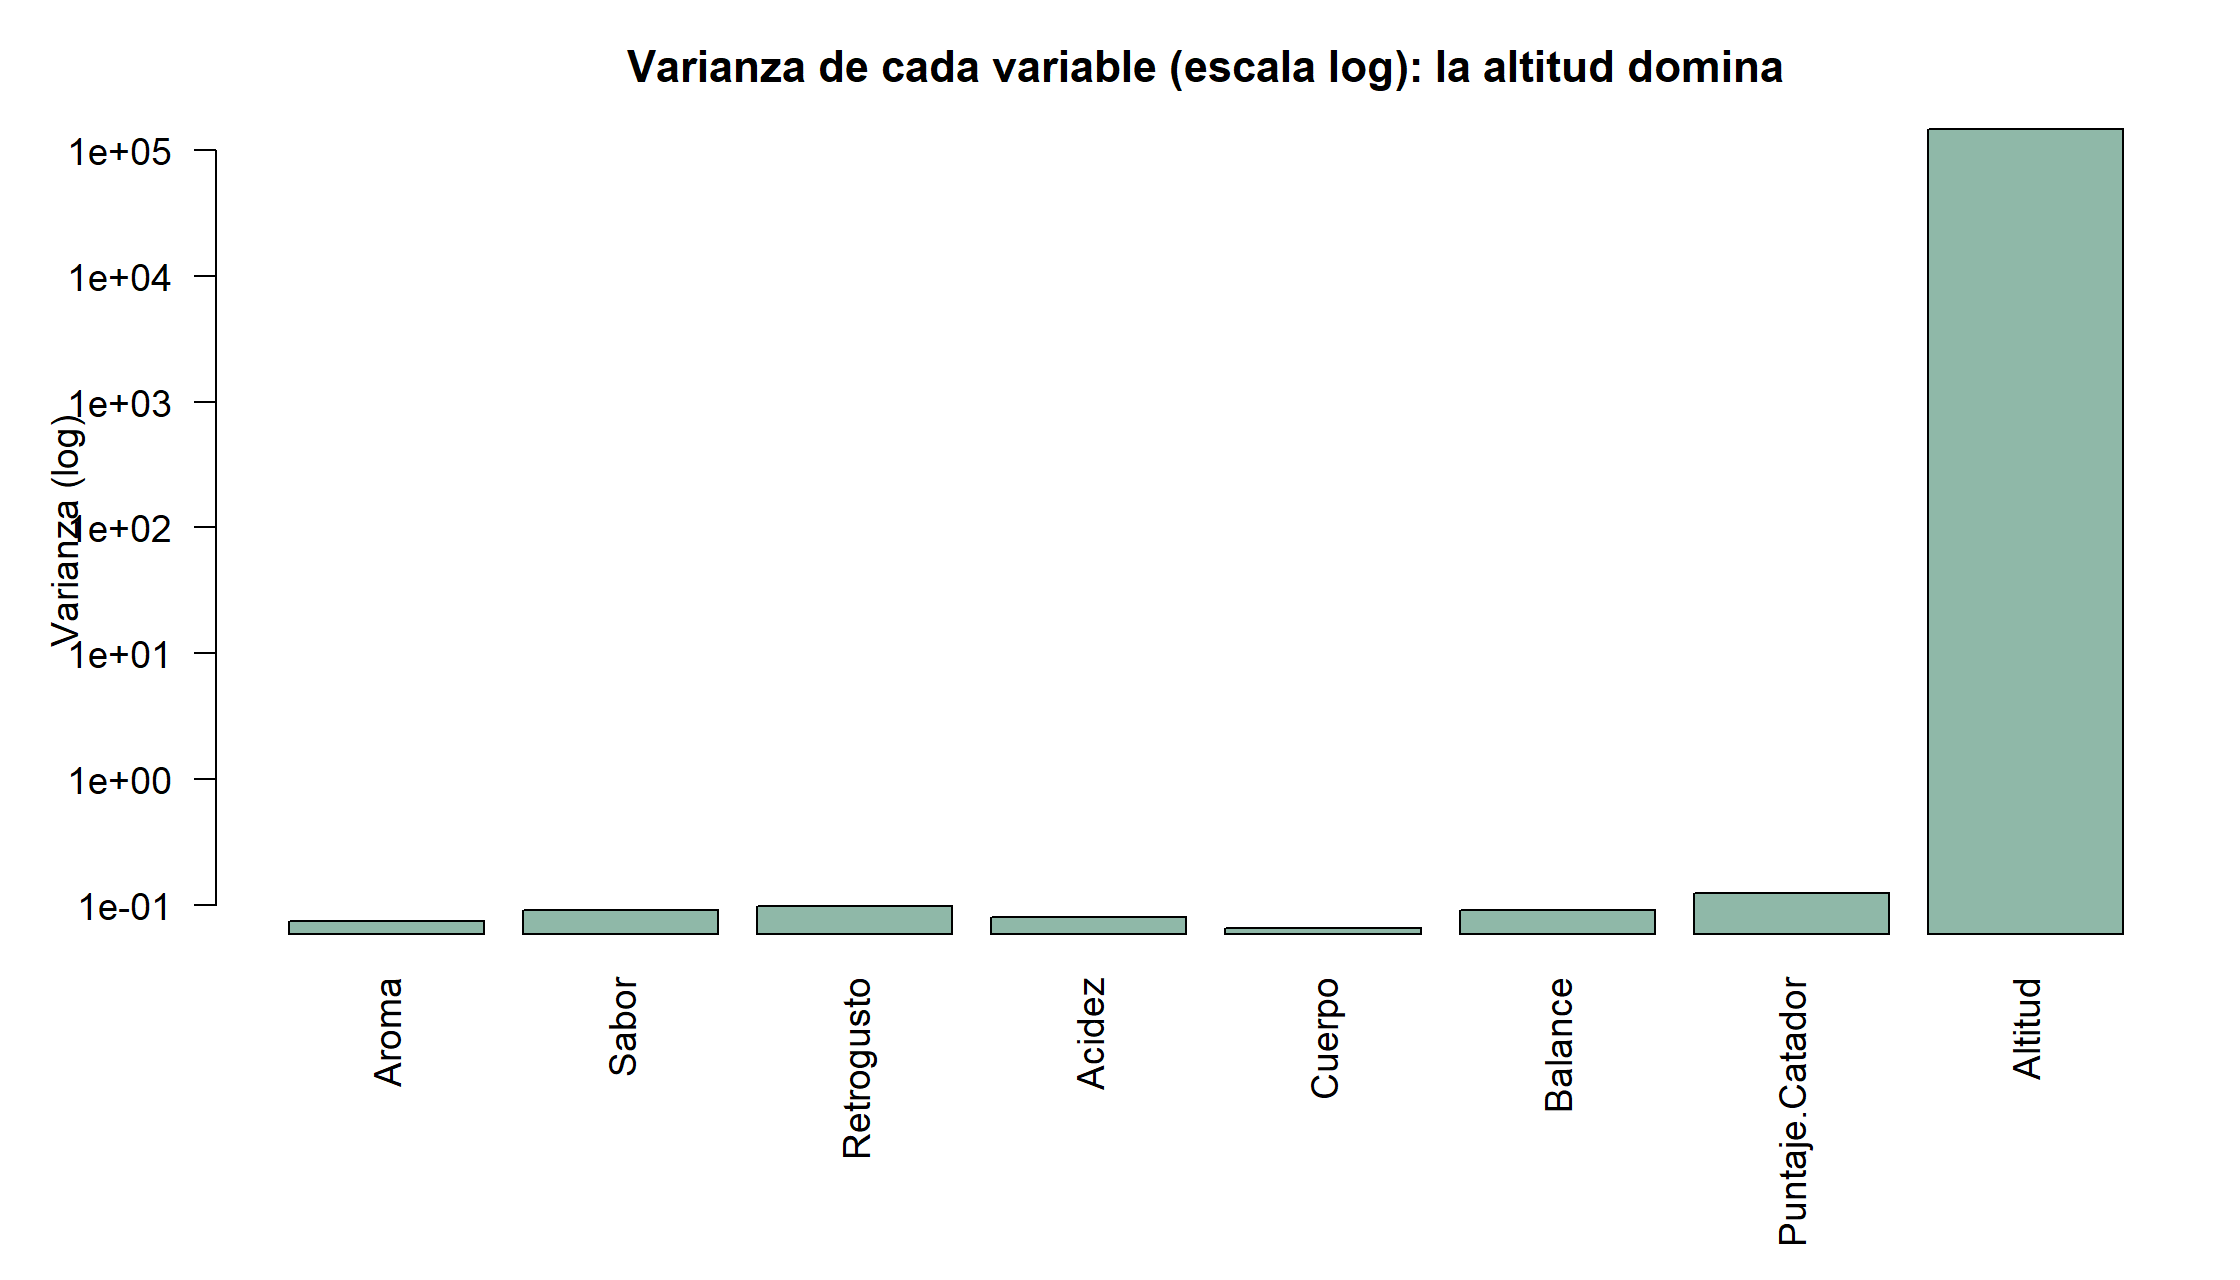 Varianza de cada variable (escala log): la altitud domina
Varianza (log)
1e+05
1e+04
1e+03
1e+02
1e+01
1e+00
1e-01
Aroma
Sabor
Retrogusto
Acidez
Cuerpo
Balance
Puntaje.Catador
Altitud